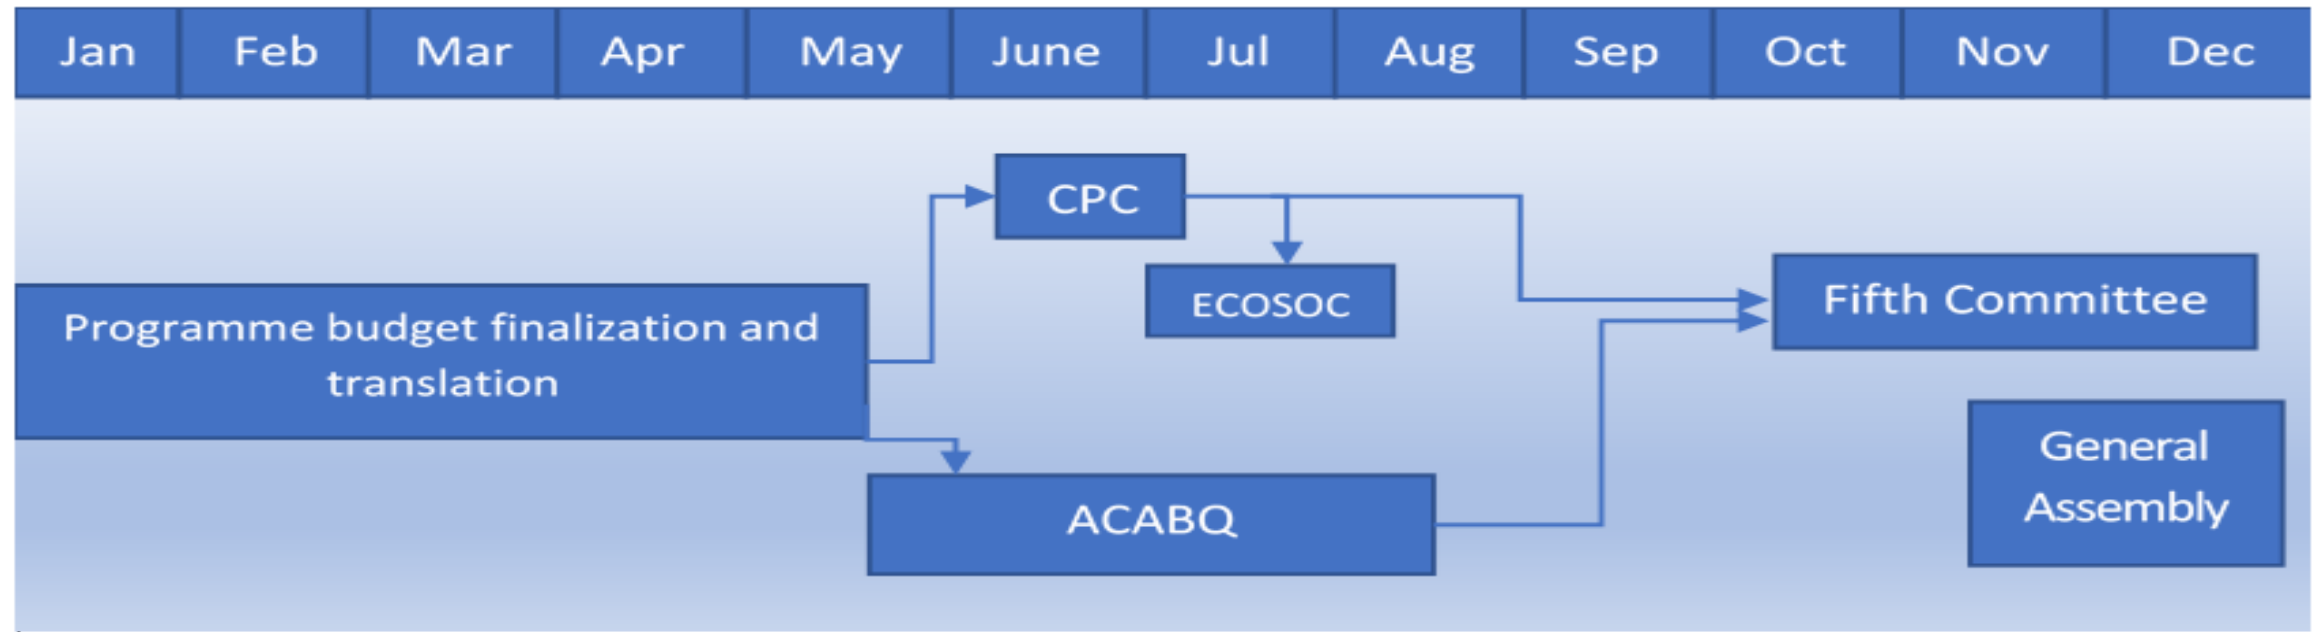 Jan Feb Mar Apr May June Jul Aug Sep Oct Nov Dec
CPC
ECOSOC
Programme budget finalization and
translation
Fifth Committee
ACABQ
General
Assembly